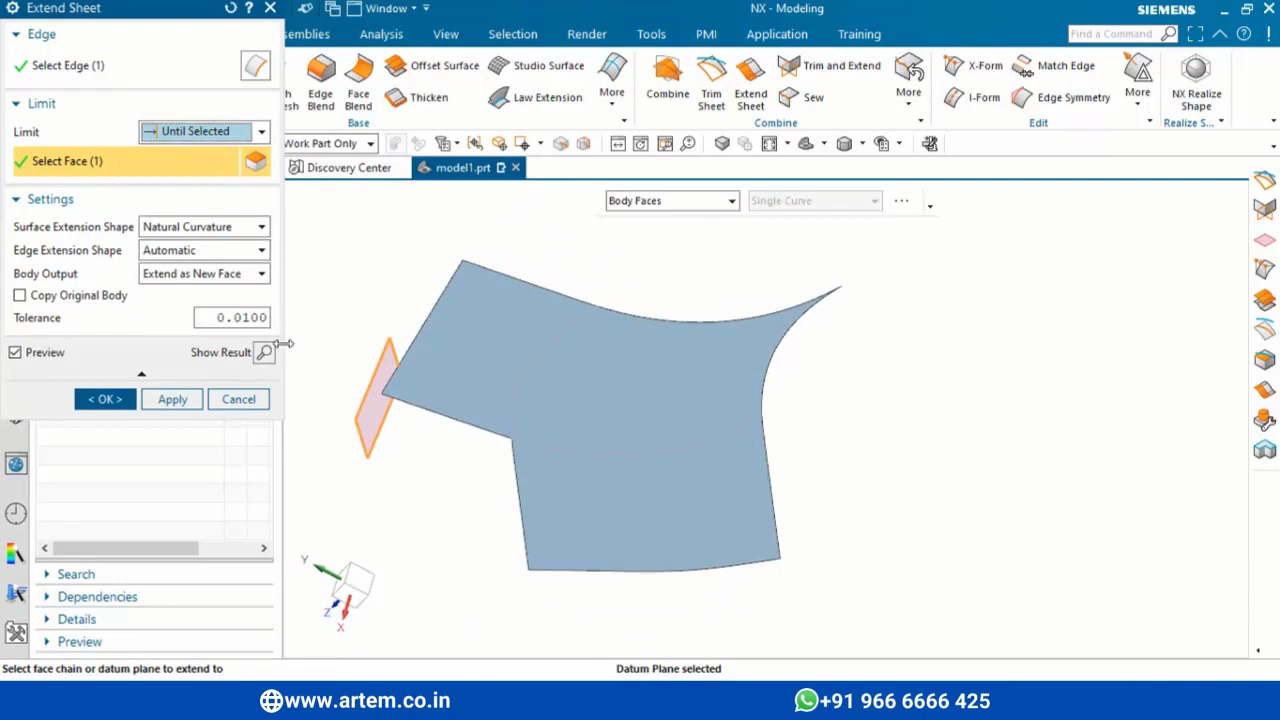 Extend Sheet
Window
NX - Modeling
SIEMENS
Edge
semblies
Analysis
View
Selection
Render
Tools
PMI
Application
Training
Find a Command
Select Edge (1)
Limit
Limit
Until Selected
Select Face (1)
Settings
Surface Extension Shape
Natural Curvature
Edge Extension Shape
Automatic
Body Output
Extend as New Face
Copy Original Body
Tolerance
0.0100
Preview
Show Result
< OK >
Apply
Cancel
sh
Edge Blend
Face Blend
Offset Surface
Thicken
Studio Surface
Law Extension
More
Base
Combine
Trim Sheet
Extend Sheet
Trim and Extend
Sew
More
Combine
X-Form
I-Form
Match Edge
Edge Symmetry
More
Edit
NX Realize Shape
Realize S...
Work Part Only
Discovery Center
model1.prt
Body Faces
Single Curve
Y
Z
X
Search
Dependencies
Details
Preview
Select face chain or datum plane to extend to
Datum Plane selected
www.artem.co.in
+91 966 6666 425